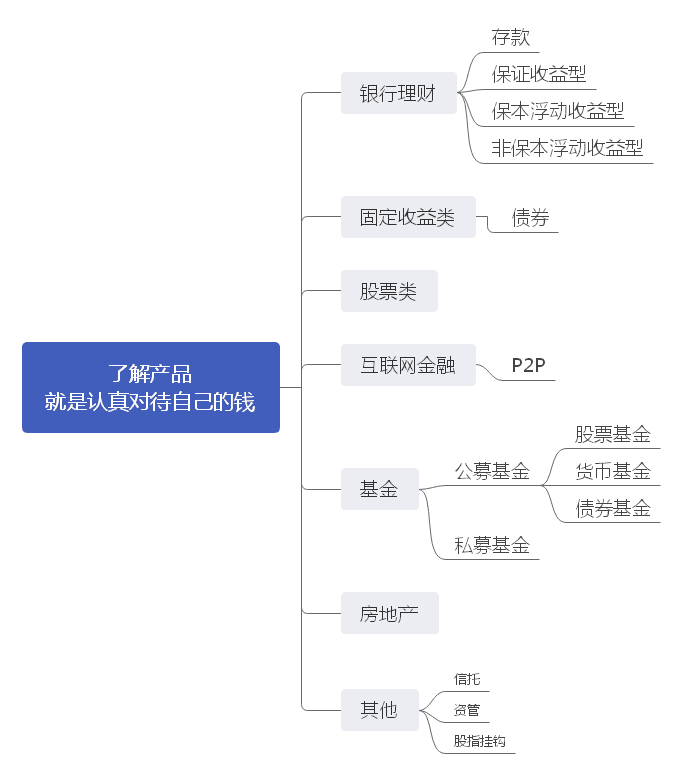 了解产品
就是认真对待自己的钱
银行理财
存款
保证收益型
保本浮动收益型
非保本浮动收益型
固定收益类
债券
股票类
互联网金融
P2P
基金
公募基金
股票基金
货币基金
债券基金
私募基金
房地产
其他
信托
资管
股指挂钩